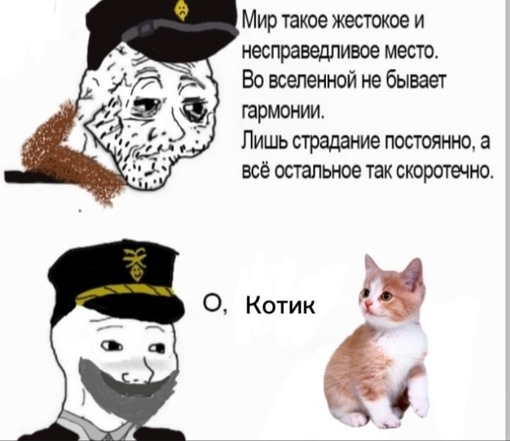 Мир такое жестокое и
несправедливое место.
Во вселенной не бывает
гармонии.
Лишь страдание постоянно, а
всё остальное так скоротечно.
О, Котик